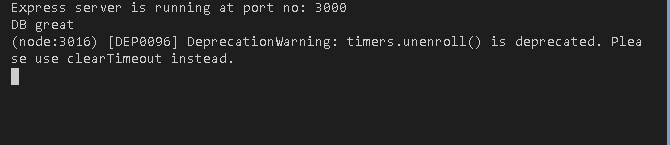 Express server is running at port no: 3000
DB great
(node:3016) [DEP0096] DeprecationWarning: timers.unenroll() is deprecated. Plea
se use clearTimeout instead.